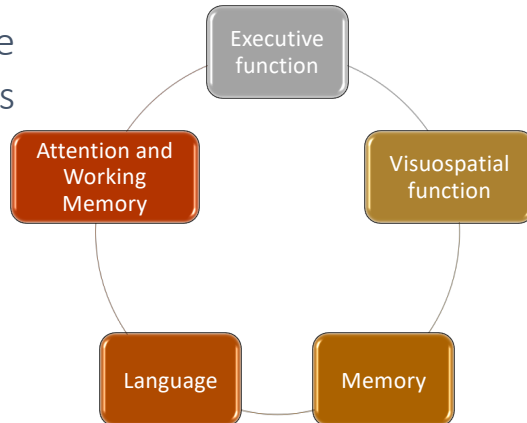 e
s
Executive
function
Attention and
Working
Memory
Visuospatial
function
Language
Memory